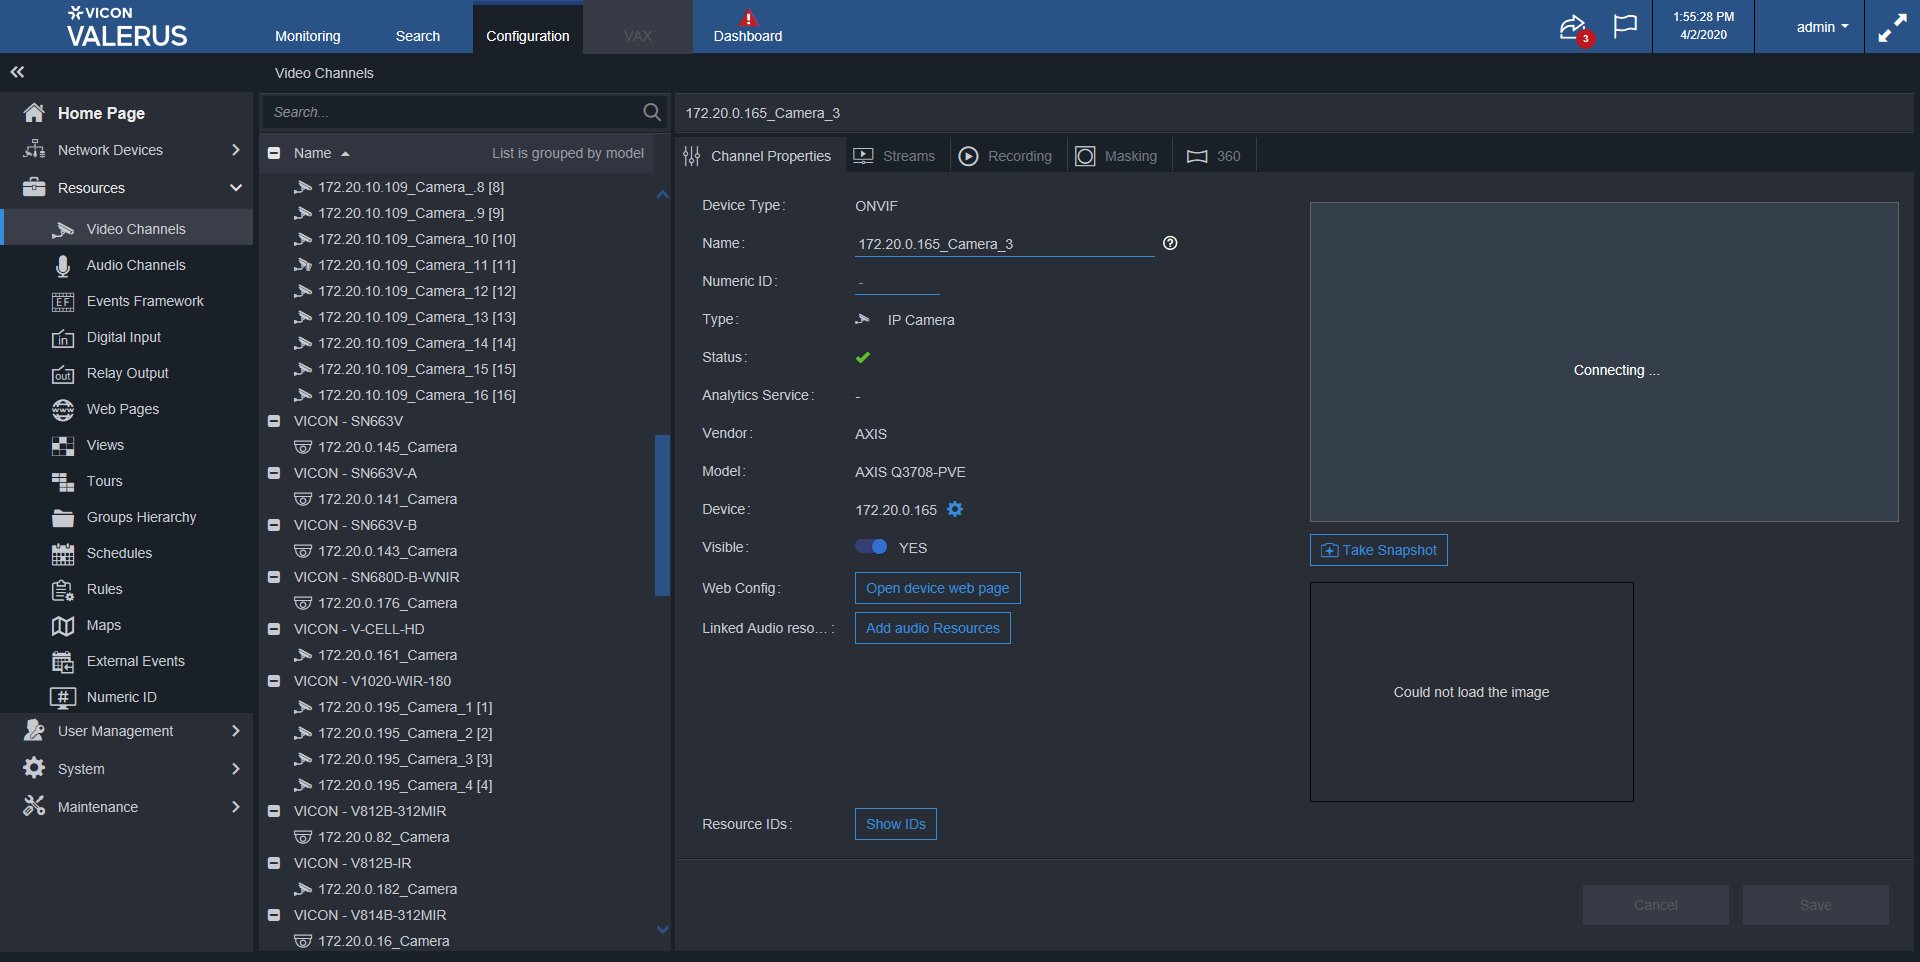 VICON
VALERUS
Monitoring
Search
Configuration
VAX
Dashboard
3
1:55:28 PM
4/2/2020
admin
Video Channels
Home Page
Network Devices
Resources
Video Channels
Audio Channels
EF
Events Framework
in
Digital Input
out
Relay Output
www
Web Pages
Views
Tours
Groups Hierarchy
Schedules
Rules
Maps
External Events
#
Numeric ID
User Management
System
Maintenance
Search...
Name
List is grouped by model
172.20.10.109_Camera_.8 [8]
172.20.10.109_Camera_.9 [9]
172.20.10.109_Camera_10 [10]
172.20.10.109_Camera_11 [11]
172.20.10.109_Camera_12 [12]
172.20.10.109_Camera_13 [13]
172.20.10.109_Camera_14 [14]
172.20.10.109_Camera_15 [15]
172.20.10.109_Camera_16 [16]
VICON - SN663V
172.20.0.145_Camera
VICON - SN663V-A
172.20.0.141_Camera
VICON - SN663V-B
172.20.0.143_Camera
VICON - SN680D-B-WNIR
172.20.0.176_Camera
VICON - V-CELL-HD
172.20.0.161_Camera
VICON - V1020-WIR-180
172.20.0.195_Camera_1 [1]
172.20.0.195_Camera_2 [2]
172.20.0.195_Camera_3 [3]
172.20.0.195_Camera_4 [4]
VICON - V812B-312MIR
172.20.0.82_Camera
VICON - V812B-IR
172.20.0.182_Camera
VICON - V814B-312MIR
172.20.0.16_Camera
172.20.0.165_Camera_3
Channel Properties
Streams
Recording
Masking
360
Device Type: ONVIF
Name: 172.20.0.165_Camera_3
Numeric ID: -
Type: IP Camera
Status:
Analytics Service: -
Vendor: AXIS
Model: AXIS Q3708-PVE
Device: 172.20.0.165
Visible: YES
Web Config: Open device web page
Linked Audio reso... : Add audio Resources
Resource IDs: Show IDs
Connecting ...
Take Snapshot
Could not load the image
Cancel
Save